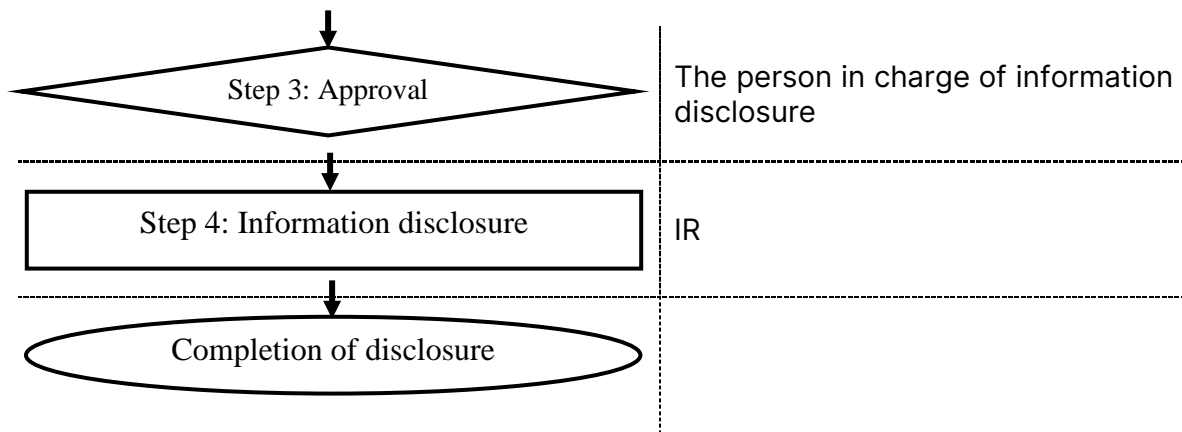 Step 3: Approval
The person in charge of information
disclosure
Step 4: Information disclosure
IR
Completion of disclosure